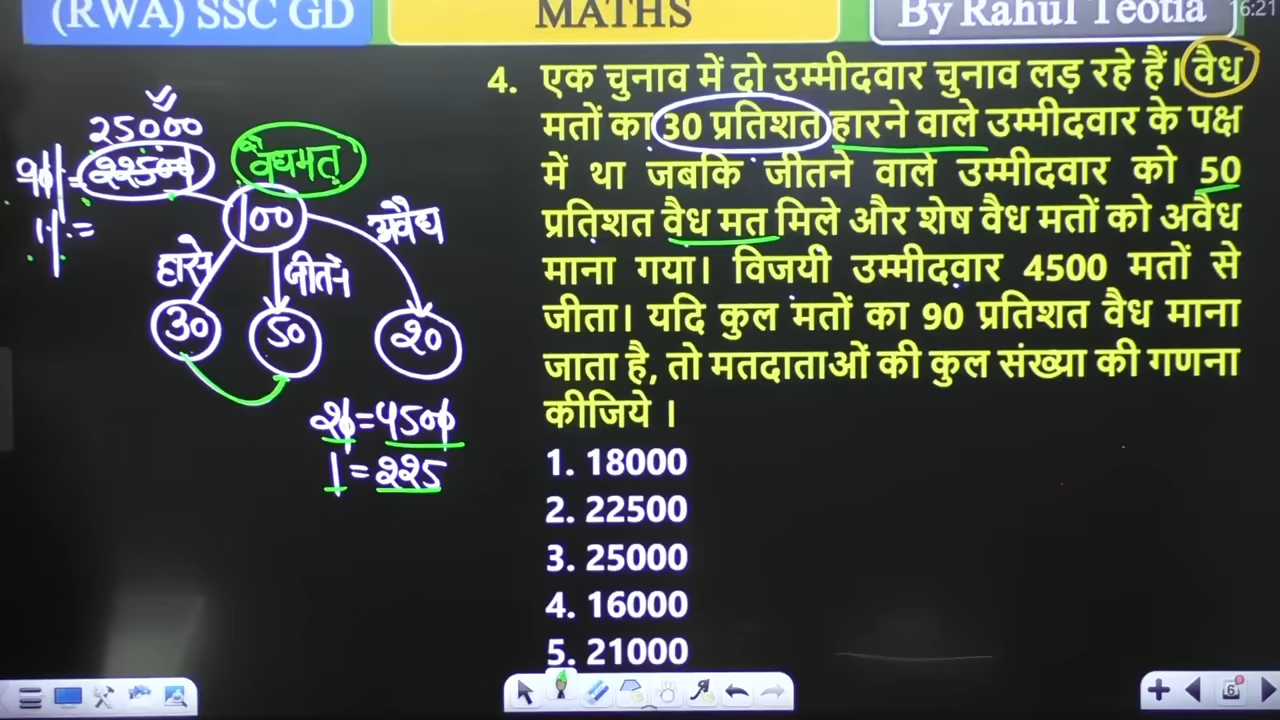 (RWA) SSC GD
MATHS
By Rahul Teotia
16:21
4. एक चुनाव में दो उम्मीदवार चुनाव लड़ रहे हैं। वैध
मतों का 30 प्रतिशत हारने वाले उम्मीदवार के पक्ष
में था जबकि जीतने वाले उम्मीदवार को 50
प्रतिशत वैध मत मिले और शेष वैध मतों को अवैध
माना गया। विजयी उम्मीदवार 4500 मतों से
जीता। यदि कुल मतों का 90 प्रतिशत वैध माना
जाता है, तो मतदाताओं की कुल संख्या की गणना
कीजिये ।
1. 18000
2. 22500
3. 25000
4. 16000
5. 21000
25000
90% = 22500
1% =
वैधमत
100
हारे
जीतने
अवैध
30
50
20
20=4500
1=225
6